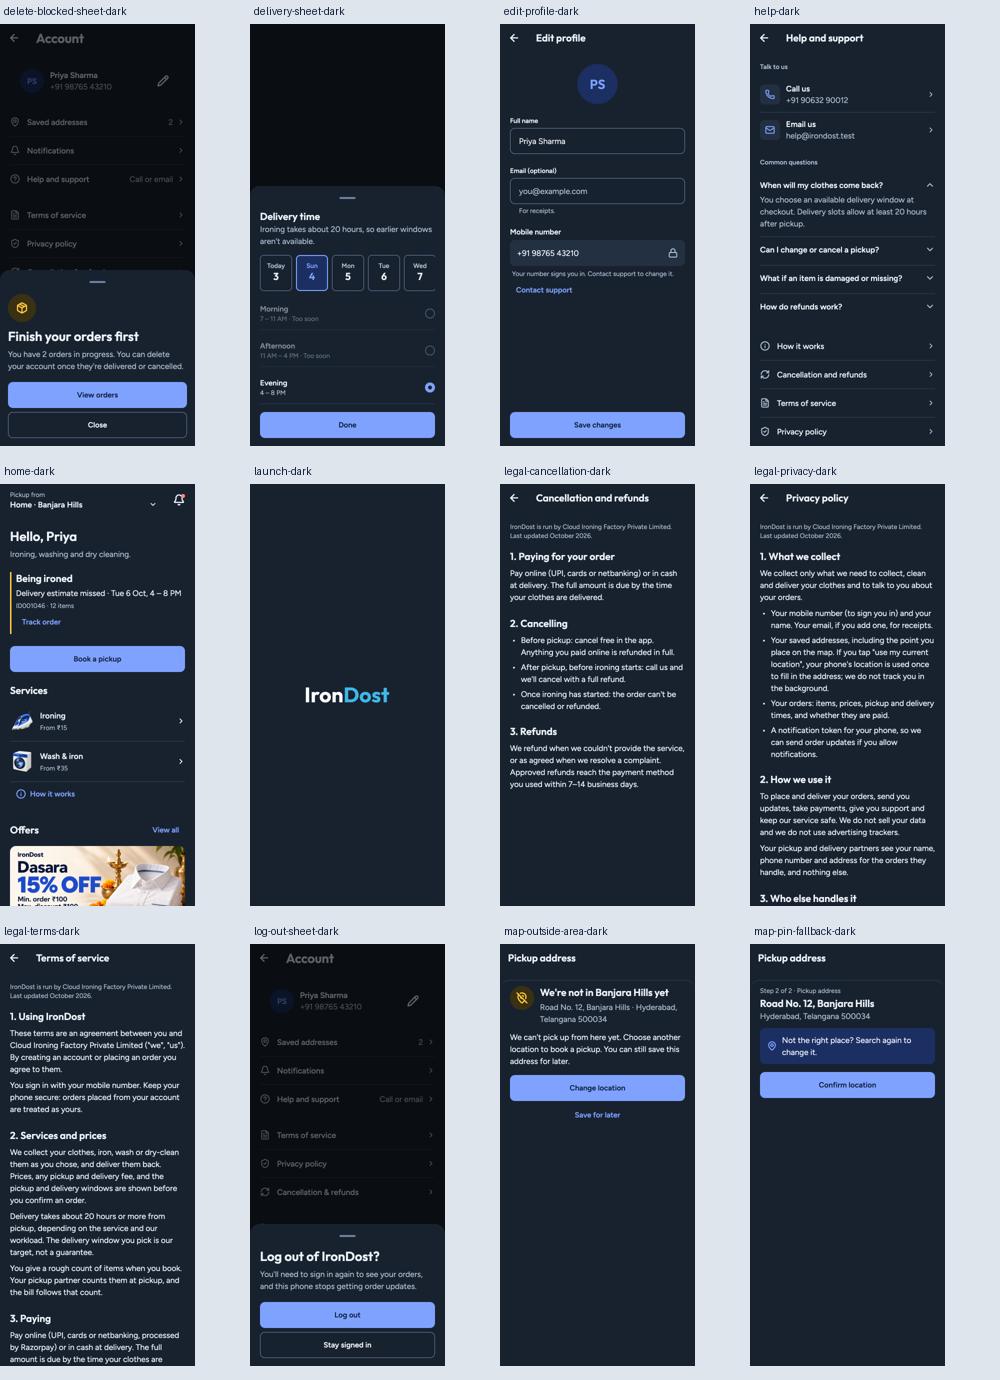 delete-blocked-sheet-dark
Account
PS
Priya Sharma
+91 98765 43210
Saved addresses 2
Notifications
Help and support Call or email
Terms of service
Privacy policy
Finish your orders first
You have 2 orders in progress. You can delete
your account once they're delivered or cancelled.
View orders
Close
delivery-sheet-dark
Delivery time
Ironing takes about 20 hours, so earlier windows
aren't available.
Today Sun Mon Tue Wed
3 4 5 6 7
Morning
7 – 11 AM · Too soon
Afternoon
11 AM – 4 PM · Too soon
Evening
4 – 8 PM
Done
edit-profile-dark
Edit profile
PS
Full name
Priya Sharma
Email (optional)
you@example.com
For receipts.
Mobile number
+91 98765 43210
Your number signs you in. Contact support to change it.
Contact support
Save changes
help-dark
Help and support
Talk to us
Call us
+91 90632 90012
Email us
help@irondost.test
Common questions
When will my clothes come back?
You choose an available delivery window at
checkout. Delivery slots allow at least 20 hours
after pickup.
Can I change or cancel a pickup?
What if an item is damaged or missing?
How do refunds work?
How it works
Cancellation and refunds
Terms of service
Privacy policy
home-dark
Pickup from
Home · Banjara Hills
Hello, Priya
Ironing, washing and dry cleaning.
Being ironed
Delivery estimate missed · Tue 6 Oct, 4 – 8 PM
ID001046 · 12 items
Track order
Book a pickup
Services
Ironing
From ₹15
Wash & iron
From ₹35
How it works
Offers View all
IronDost
Dasara
15% OFF
Min. order ₹100
Max. discount ₹100
launch-dark
IronDost
legal-cancellation-dark
Cancellation and refunds
IronDost is run by Cloud Ironing Factory Private Limited.
Last updated October 2026.
1. Paying for your order
Pay online (UPI, cards or netbanking) or in cash
at delivery. The full amount is due by the time
your clothes are delivered.
2. Cancelling
• Before pickup: cancel free in the app.
Anything you paid online is refunded in full.
• After pickup, before ironing starts: call us and
we'll cancel with a full refund.
• Once ironing has started: the order can't be
cancelled or refunded.
3. Refunds
We refund when we couldn't provide the service,
or as agreed when we resolve a complaint.
Approved refunds reach the payment method
you used within 7–14 business days.
legal-privacy-dark
Privacy policy
IronDost is run by Cloud Ironing Factory Private Limited.
Last updated October 2026.
1. What we collect
We collect only what we need to collect, clean
and deliver your clothes and to talk to you about
your orders.
• Your mobile number (to sign you in) and your
name. Your email, if you add one, for receipts.
• Your saved addresses, including the point you
place on the map. If you tap "use my current
location", your phone's location is used once
to fill in the address; we do not track you in
the background.
• Your orders: items, prices, pickup and delivery
times, and whether they are paid.
• A notification token for your phone, so we
can send order updates if you allow
notifications.
2. How we use it
To place and deliver your orders, send you
updates, take payments, give you support and
keep our service safe. We do not sell your data
and we do not use advertising trackers.
Your pickup and delivery partners see your name,
phone number and address for the orders they
handle, and nothing else.
3. Who else handles it
legal-terms-dark
Terms of service
IronDost is run by Cloud Ironing Factory Private Limited.
Last updated October 2026.
1. Using IronDost
These terms are an agreement between you and
Cloud Ironing Factory Private Limited ("we", "us").
By creating an account or placing an order you
agree to them.
You sign in with your mobile number. Keep your
phone secure: orders placed from your account
are treated as yours.
2. Services and prices
We collect your clothes, iron, wash or dry-clean
them as you chose, and deliver them back.
Prices, any pickup and delivery fee, and the
pickup and delivery windows are shown before
you confirm an order.
Delivery takes about 20 hours or more from
pickup, depending on the service and our
workload. The delivery window you pick is our
target, not a guarantee.
You give a rough count of items when you book.
Your pickup partner counts them at pickup, and
the bill follows that count.
3. Paying
Pay online (UPI, cards or netbanking, processed
by Razorpay) or in cash at delivery. The full
amount is due by the time your clothes are
log-out-sheet-dark
Account
PS
Priya Sharma
+91 98765 43210
Saved addresses 2
Notifications
Help and support Call or email
Terms of service
Privacy policy
Cancellation & refunds
Log out of IronDost?
You'll need to sign in again to see your orders,
and this phone stops getting order updates.
Log out
Stay signed in
map-outside-area-dark
Pickup address
We're not in Banjara Hills yet
Road No. 12, Banjara Hills · Hyderabad,
Telangana 500034
We can't pick up from here yet. Choose another
location to book a pickup. You can still save this
address for later.
Change location
Save for later
map-pin-fallback-dark
Pickup address
Step 2 of 2 · Pickup address
Road No. 12, Banjara Hills
Hyderabad, Telangana 500034
Not the right place? Search again to
change it.
Confirm location